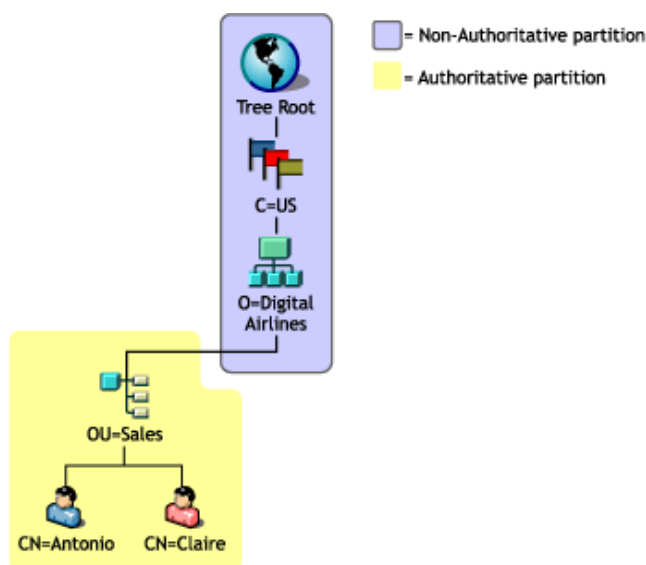 = Non-Authoritative partition
= Authoritative partition
Tree Root
C=US
O=Digital
Airlines
OU=Sales
CN=Antonio
CN=Claire